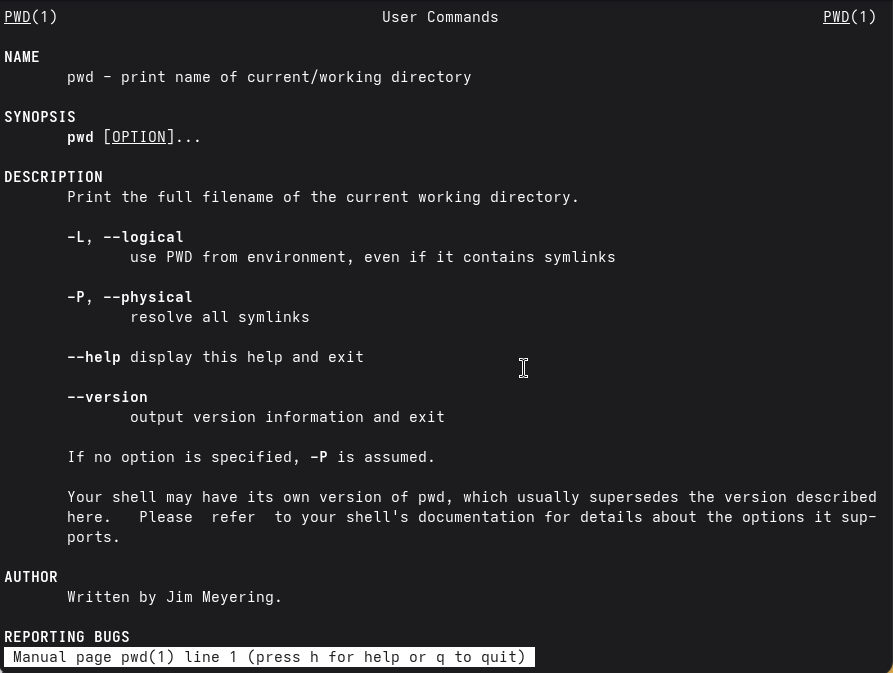 PWD(1) User Commands PWD(1)
NAME
pwd - print name of current/working directory
SYNOPSIS
pwd [OPTION]...
DESCRIPTION
Print the full filename of the current working directory.
-L, --logical
use PWD from environment, even if it contains symlinks
-P, --physical
resolve all symlinks
--help display this help and exit
--version
output version information and exit
If no option is specified, -P is assumed.
Your shell may have its own version of pwd, which usually supersedes the version described
here.   Please  refer  to your shell's documentation for details about the options it sup-
ports.
AUTHOR
Written by Jim Meyering.
REPORTING BUGS
Manual page pwd(1) line 1 (press h for help or q to quit)